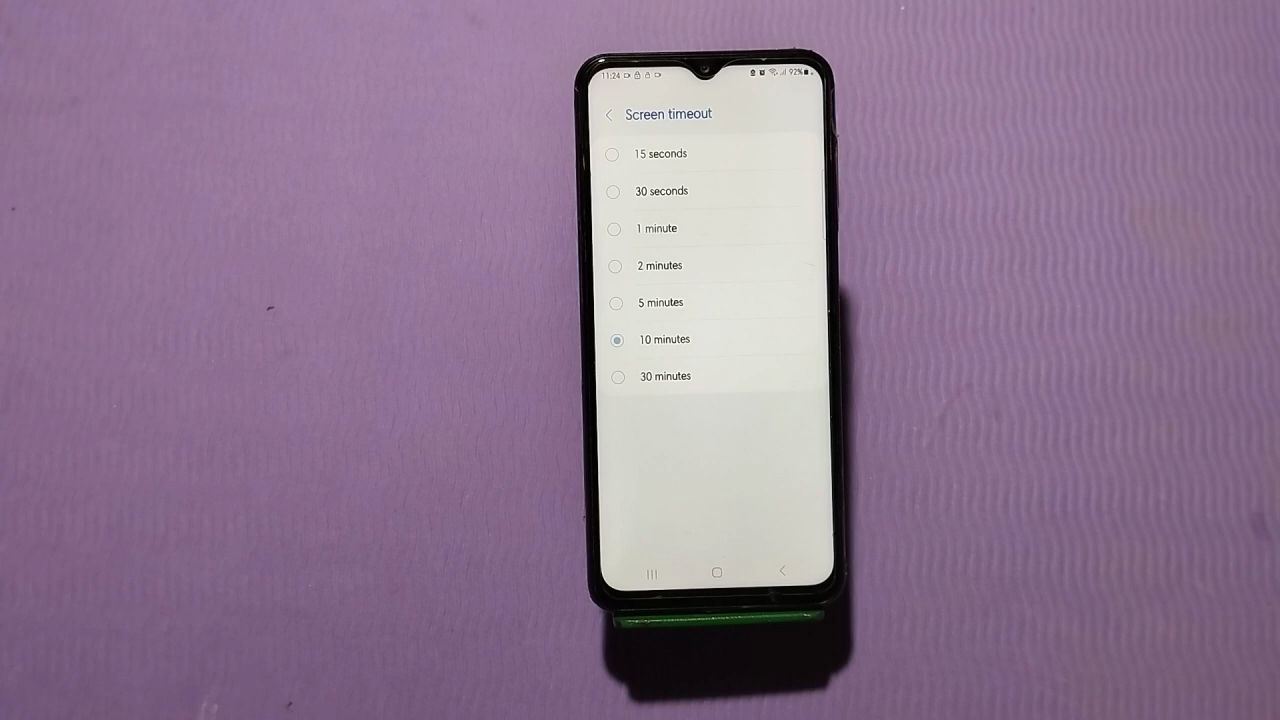 11:24 92%
Screen timeout
15 seconds
30 seconds
1 minute
2 minutes
5 minutes
10 minutes
30 minutes